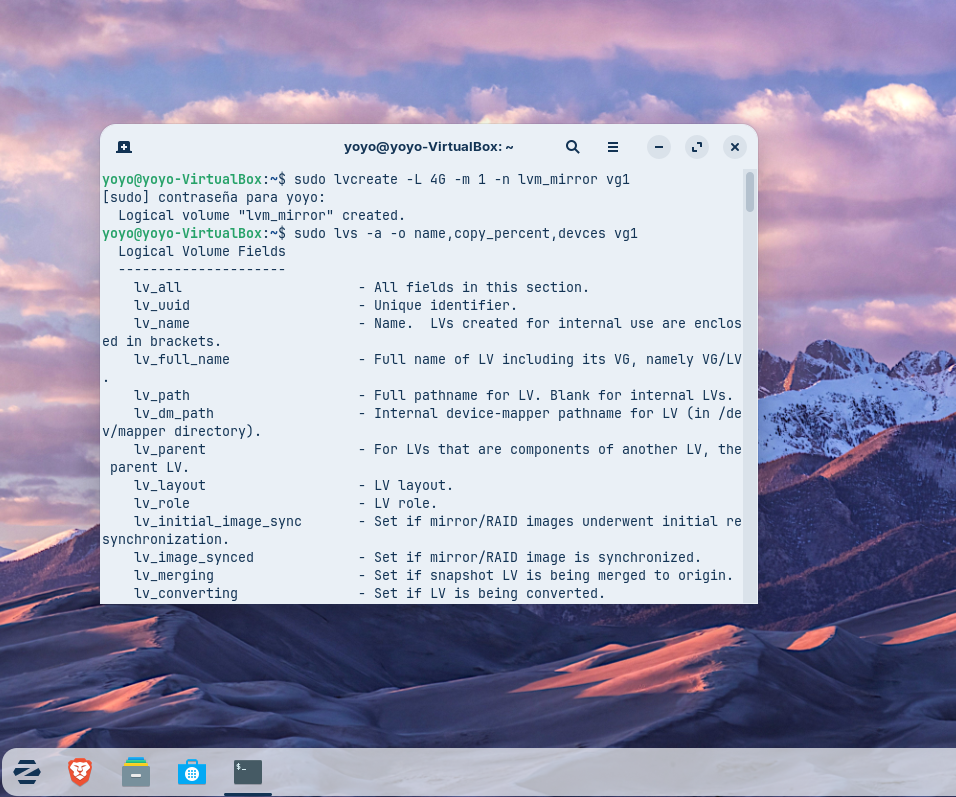 yoyo@yoyo-VirtualBox: ~
yoyo@yoyo-VirtualBox:~$ sudo lvcreate -L 4G -m 1 -n lvm_mirror vg1
[sudo] contraseña para yoyo:
  Logical volume "lvm_mirror" created.
yoyo@yoyo-VirtualBox:~$ sudo lvs -a -o name,copy_percent,devces vg1
  Logical Volume Fields
  ---------------------
    lv_all                      - All fields in this section.
    lv_uuid                     - Unique identifier.
    lv_name                     - Name.  LVs created for internal use are enclos
ed in brackets.
    lv_full_name                - Full name of LV including its VG, namely VG/LV
.
    lv_path                     - Full pathname for LV. Blank for internal LVs.
    lv_dm_path                  - Internal device-mapper pathname for LV (in /de
v/mapper directory).
    lv_parent                   - For LVs that are components of another LV, the
 parent LV.
    lv_layout                   - LV layout.
    lv_role                     - LV role.
    lv_initial_image_sync       - Set if mirror/RAID images underwent initial re
synchronization.
    lv_image_synced             - Set if mirror/RAID image is synchronized.
    lv_merging                  - Set if snapshot LV is being merged to origin.
    lv_converting               - Set if LV is being converted.
$_